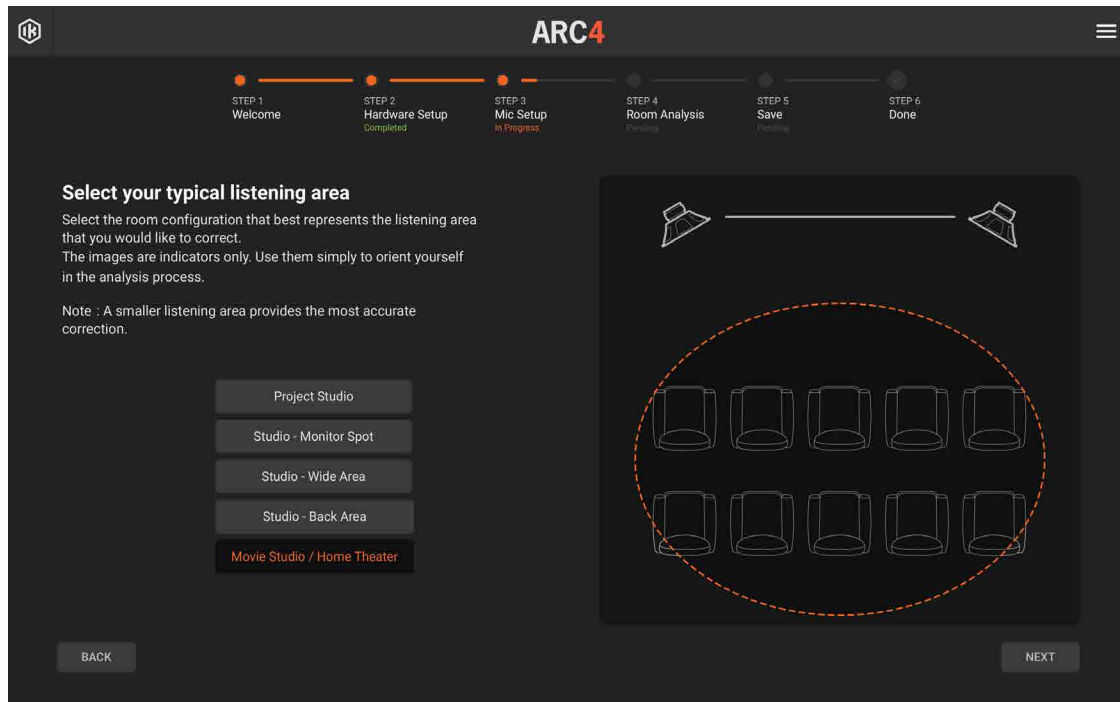 ARC4
STEP 1
Welcome
STEP 2
Hardware Setup
Completed
STEP 3
Mic Setup
In Progress
STEP 4
Room Analysis
Pending
STEP 5
Save
Pending
STEP 6
Done
Select your typical listening area
Select the room configuration that best represents the listening area
that you would like to correct.
The images are indicators only. Use them simply to orient yourself
in the analysis process.
Note : A smaller listening area provides the most accurate
correction.
Project Studio
Studio - Monitor Spot
Studio - Wide Area
Studio - Back Area
Movie Studio / Home Theater
BACK
NEXT